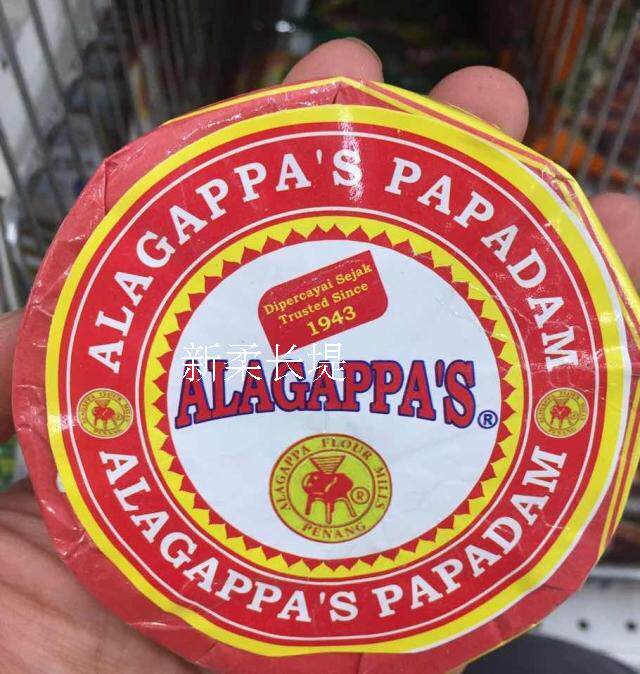 ALAGAPPA'S PAPADAM
Dipercayai Sejak
Trusted Since
1943
新柔长堤
ALAGAPPA'S®
ALAGAPPA FLOUR MILLS
®
PENANG
ALAGAPPA'S PAPADAM